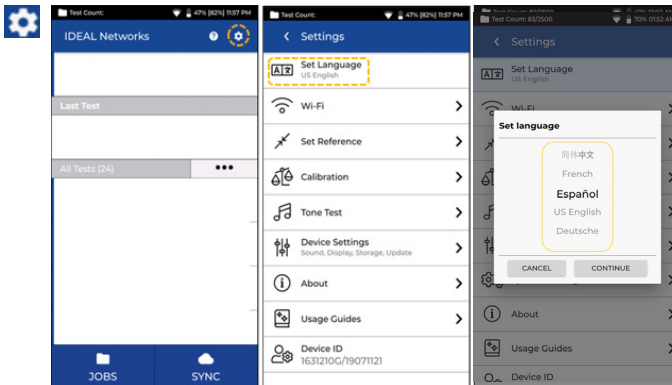 Test Count: 47% [82%] 11:57 PM
IDEAL Networks
Last Test
All Tests (24)
JOBS
SYNC
Test Count: 47% [82%] 11:57 PM
Settings
Set Language
US English
Wi-Fi
Set Reference
Calibration
Tone Test
Device Settings
Sound, Display, Storage, Update
About
Usage Guides
Device ID
1631210G/19071121
Test Count: 83/2500 70% 01:52 AM
Settings
Set Language
US English
Wi-Fi
Set language
简体中文
French
Español
US English
Deutsche
CANCEL
CONTINUE
About
Usage Guides
Device ID